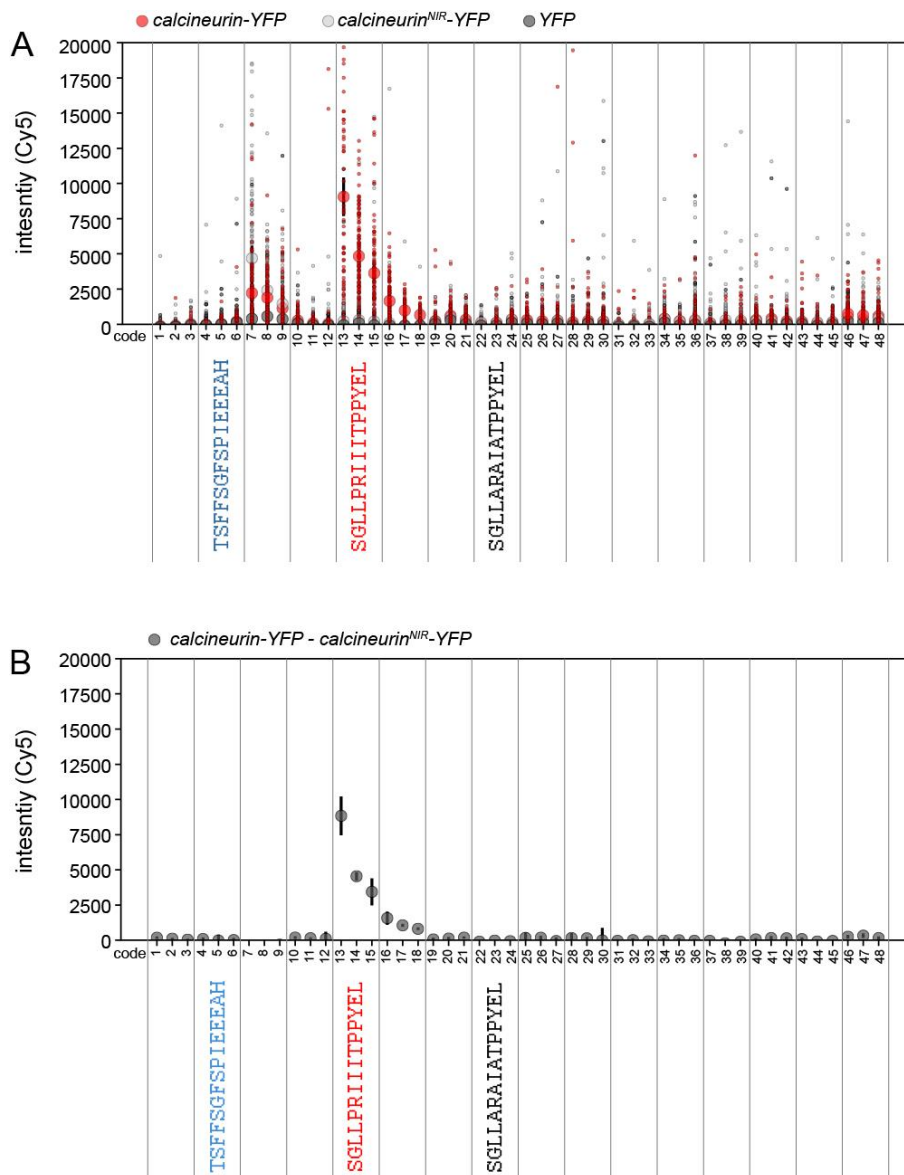 calcineurin-YFP calcineurinNIR-YFP YFP
A
20000
17500
15000
12500
10000
7500
5000
2500
0
intesntiy (Cy5)
code 1 2 3 4 5 6 7 8 9 10 11 12 13 14 15 16 17 18 19 20 21 22 23 24 25 26 27 28 29 30 31 32 33 34 35 36 37 38 39 40 41 42 43 44 45 46 47 48
TSFFSGFSPIEEEAH
SGLLPRIIITPPYEL
SGLLARAIATPPYEL
calcineurin-YFP - calcineurinNIR-YFP
B
20000
17500
15000
12500
10000
7500
5000
2500
0
intesntiy (Cy5)
code 1 2 3 4 5 6 7 8 9 10 11 12 13 14 15 16 17 18 19 20 21 22 23 24 25 26 27 28 29 30 31 32 33 34 35 36 37 38 39 40 41 42 43 44 45 46 47 48
TSFFSGFSPIEEEAH
SGLLPRIIITPPYEL
SGLLARAIATPPYEL